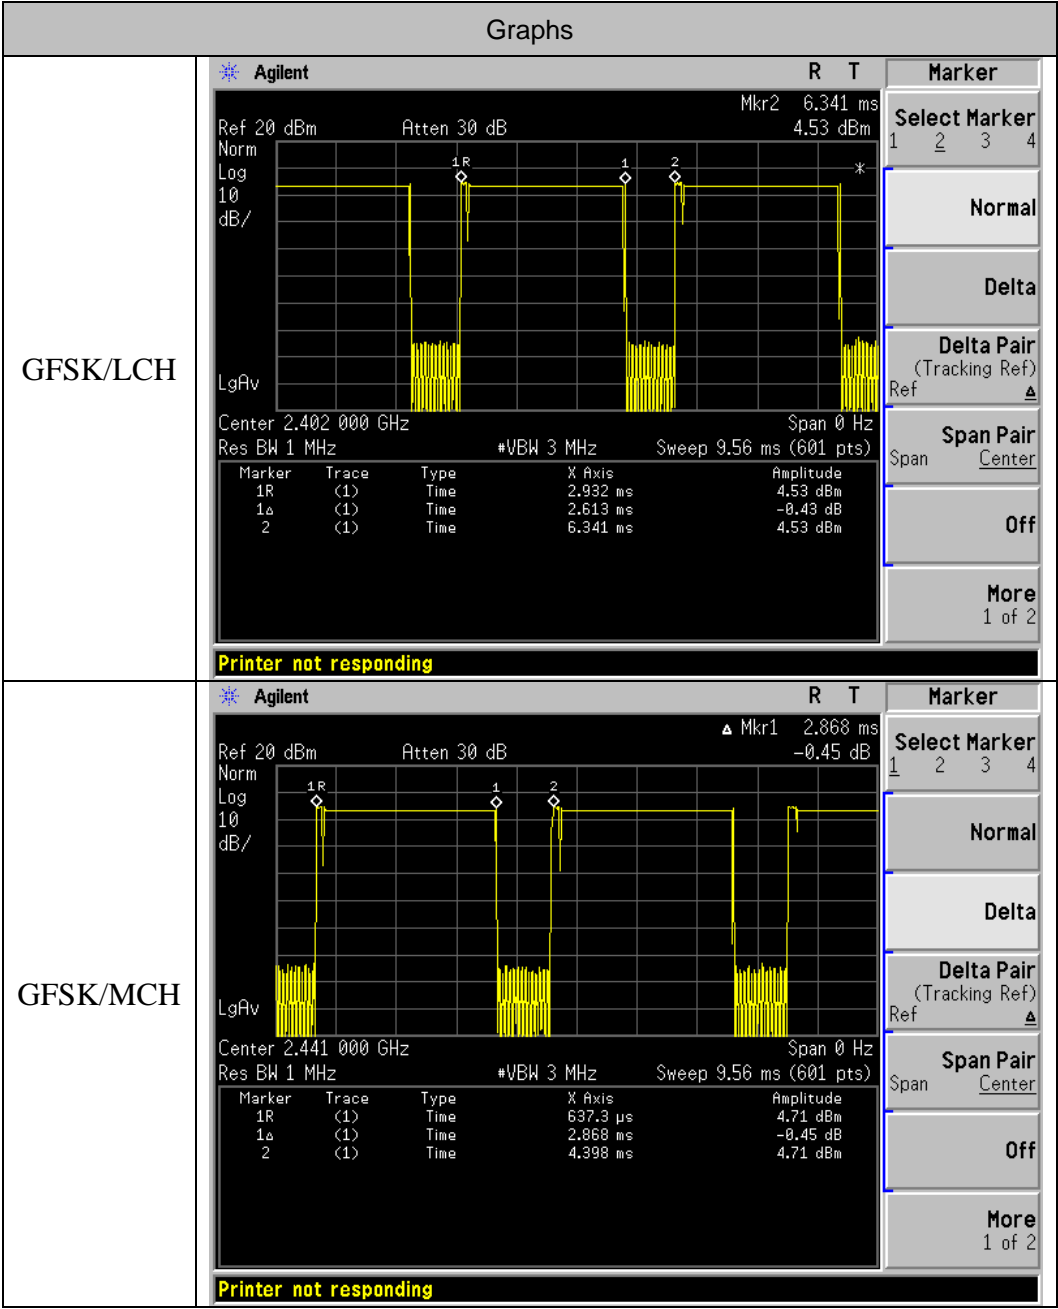 Graphs
GFSK/LCH
Agilent R T Marker
Mkr2 6.341 ms
Ref 20 dBm Atten 30 dB 4.53 dBm
Norm
Log
10
dB/
1R 1 2
*
LgAv
Center 2.402 000 GHz Span 0 Hz
Res BW 1 MHz #VBW 3 MHz Sweep 9.56 ms (601 pts)
Marker Trace Type X Axis Amplitude
1R (1) Time 2.932 ms 4.53 dBm
1Δ (1) Time 2.613 ms -0.43 dB
2 (1) Time 6.341 ms 4.53 dBm
Select Marker
1 2 3 4
Normal
Delta
Delta Pair
(Tracking Ref)
Ref Δ
Span Pair
Span Center
Off
More
1 of 2
Printer not responding
GFSK/MCH
Agilent R T Marker
Δ Mkr1 2.868 ms
Ref 20 dBm Atten 30 dB -0.45 dB
Norm
Log
10
dB/
1R 1 2
LgAv
Center 2.441 000 GHz Span 0 Hz
Res BW 1 MHz #VBW 3 MHz Sweep 9.56 ms (601 pts)
Marker Trace Type X Axis Amplitude
1R (1) Time 637.3 µs 4.71 dBm
1Δ (1) Time 2.868 ms -0.45 dB
2 (1) Time 4.398 ms 4.71 dBm
Select Marker
1 2 3 4
Normal
Delta
Delta Pair
(Tracking Ref)
Ref Δ
Span Pair
Span Center
Off
More
1 of 2
Printer not responding